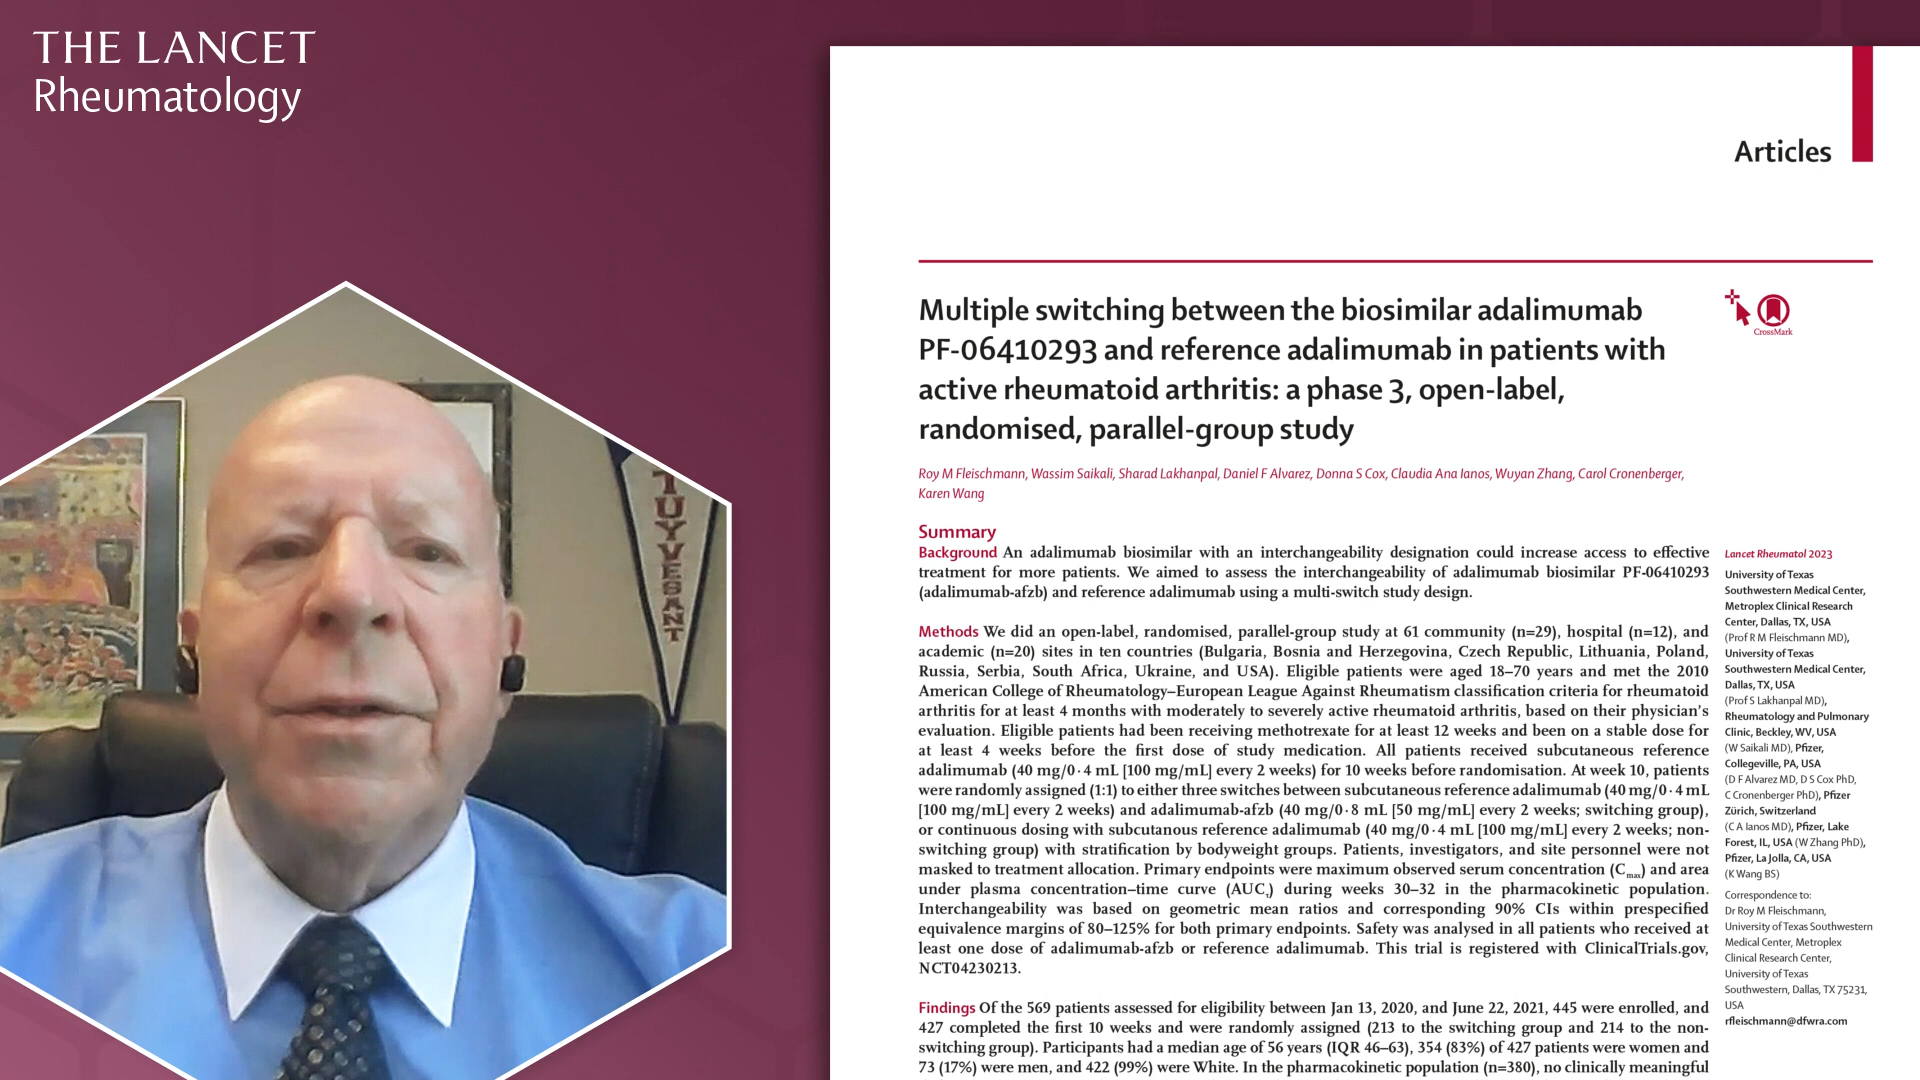 THE LANCET
Rheumatology
TUYVESANT
Articles
Multiple switching between the biosimilar adalimumab
PF-06410293 and reference adalimumab in patients with
active rheumatoid arthritis: a phase 3, open-label,
randomised, parallel-group study
CrossMark
Roy M Fleischmann, Wassim Saikali, Sharad Lakhanpal, Daniel F Alvarez, Donna S Cox, Claudia Ana Ianos, Wuyan Zhang, Carol Cronenberger,
Karen Wang
Summary
Background An adalimumab biosimilar with an interchangeability designation could increase access to effective
treatment for more patients. We aimed to assess the interchangeability of adalimumab biosimilar PF-06410293
(adalimumab-afzb) and reference adalimumab using a multi-switch study design.
Methods We did an open-label, randomised, parallel-group study at 61 community (n=29), hospital (n=12), and
academic (n=20) sites in ten countries (Bulgaria, Bosnia and Herzegovina, Czech Republic, Lithuania, Poland,
Russia, Serbia, South Africa, Ukraine, and USA). Eligible patients were aged 18–70 years and met the 2010
American College of Rheumatology–European League Against Rheumatism classification criteria for rheumatoid
arthritis for at least 4 months with moderately to severely active rheumatoid arthritis, based on their physician's
evaluation. Eligible patients had been receiving methotrexate for at least 12 weeks and been on a stable dose for
at least 4 weeks before the first dose of study medication. All patients received subcutaneous reference
adalimumab (40 mg/0·4 mL [100 mg/mL] every 2 weeks) for 10 weeks before randomisation. At week 10, patients
were randomly assigned (1:1) to either three switches between subcutaneous reference adalimumab (40 mg/0·4 mL
[100 mg/mL] every 2 weeks) and adalimumab-afzb (40 mg/0·8 mL [50 mg/mL] every 2 weeks; switching group),
or continuous dosing with subcutanous reference adalimumab (40 mg/0·4 mL [100 mg/mL] every 2 weeks; non-
switching group) with stratification by bodyweight groups. Patients, investigators, and site personnel were not
masked to treatment allocation. Primary endpoints were maximum observed serum concentration (Cmax) and area
under plasma concentration–time curve (AUCτ) during weeks 30–32 in the pharmacokinetic population.
Interchangeability was based on geometric mean ratios and corresponding 90% CIs within prespecified
equivalence margins of 80–125% for both primary endpoints. Safety was analysed in all patients who received at
least one dose of adalimumab-afzb or reference adalimumab. This trial is registered with ClinicalTrials.gov,
NCT04230213.
Findings Of the 569 patients assessed for eligibility between Jan 13, 2020, and June 22, 2021, 445 were enrolled, and
427 completed the first 10 weeks and were randomly assigned (213 to the switching group and 214 to the non-
switching group). Participants had a median age of 56 years (IQR 46–63), 354 (83%) of 427 patients were women and
73 (17%) were men, and 422 (99%) were White. In the pharmacokinetic population (n=380), no clinically meaningful
Lancet Rheumatol 2023
University of Texas
Southwestern Medical Center,
Metroplex Clinical Research
Center, Dallas, TX, USA
(Prof R M Fleischmann MD),
University of Texas
Southwestern Medical Center,
Dallas, TX, USA
(Prof S Lakhanpal MD),
Rheumatology and Pulmonary
Clinic, Beckley, WV, USA
(W Saikali MD), Pfizer,
Collegeville, PA, USA
(D F Alvarez MD, D S Cox PhD,
C Cronenberger PhD), Pfizer
Zürich, Switzerland
(C A Ianos MD), Pfizer, Lake
Forest, IL, USA (W Zhang PhD),
Pfizer, La Jolla, CA, USA
(K Wang BS)
Correspondence to:
Dr Roy M Fleischmann,
University of Texas Southwestern
Medical Center, Metroplex
Clinical Research Center,
University of Texas
Southwestern, Dallas, TX 75231,
USA
rfleischmann@dfwra.com